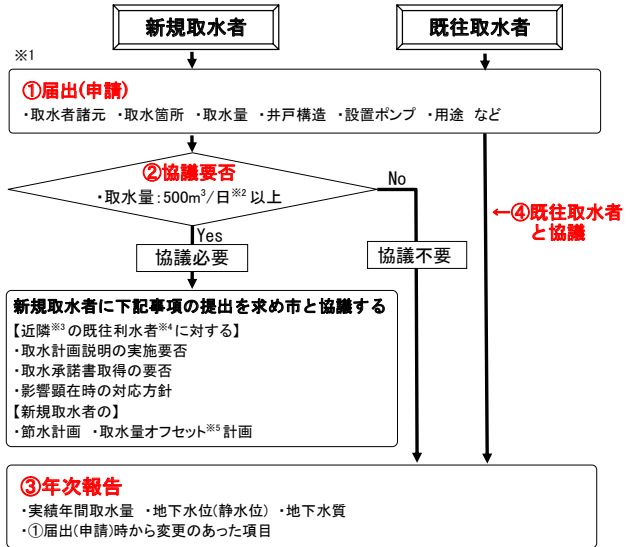 新規取水者
既往取水者
※1
①届出(申請)
・取水者諸元 ・取水箇所 ・取水量 ・井戸構造 ・設置ポンプ ・用途 など
②協議要否
・取水量:500m³/日※2 以上
No
Yes
←④既往取水者
と協議
協議必要
協議不要
新規取水者に下記事項の提出を求め市と協議する
【近隣※3の既往利水者※4に対する】
・取水計画説明の実施要否
・取水承諾書取得の要否
・影響顕在時の対応方針
【新規取水者の】
・節水計画 ・取水量オフセット※5計画
③年次報告
・実績年間取水量 ・地下水位(静水位) ・地下水質
・①届出(申請)時から変更のあった項目